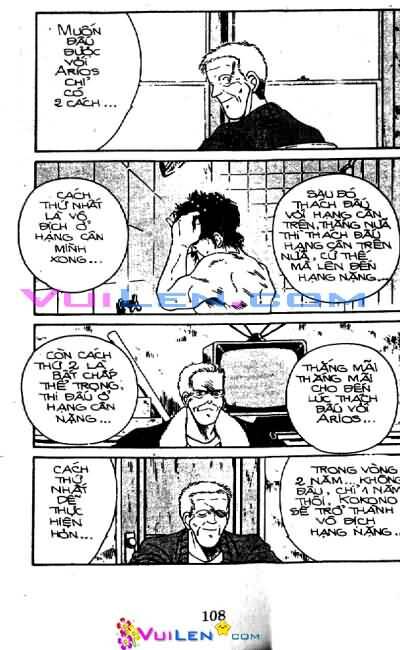 MUỐN
ĐẤU
ĐƯỢC
VỚI
ARIOS
CHỈ
CÓ
2 CÁCH...
CÁCH
THỨ NHẤT
LÀ VÔ
ĐỊCH Ở
HẠNG CÂN
MÌNH
XONG...
SAU ĐÓ
THÁCH ĐẤU
VỚI HẠNG CÂN
TRÊN, THẮNG NỮA
THÌ THÁCH ĐẤU
HẠNG CÂN TRÊN
NỮA, CỨ THẾ
MÀ LÊN ĐẾN
HẠNG NẶNG...
VUILEN.COM
CÒN CÁCH
THỨ 2 LÀ
BẤT CHẤP
THỂ TRỌNG,
THI ĐẤU Ở
HẠNG CÂN
NẶNG...
THẮNG MÃI
THẮNG MÃI
CHO ĐẾN
LÚC THÁCH
ĐẤU VỚI
ARIOS...
CÁCH
THỨ
NHẤT
DỄ
THỰC
HIỆN
HƠN...
TRONG VÒNG
2 NĂM... KHÔNG
ĐÂU, CHỈ 1 NĂM
THÔI, KOKONO
SẼ TRỞ THÀNH
VÔ ĐỊCH
HẠNG NẶNG...
108
VUILEN.COM